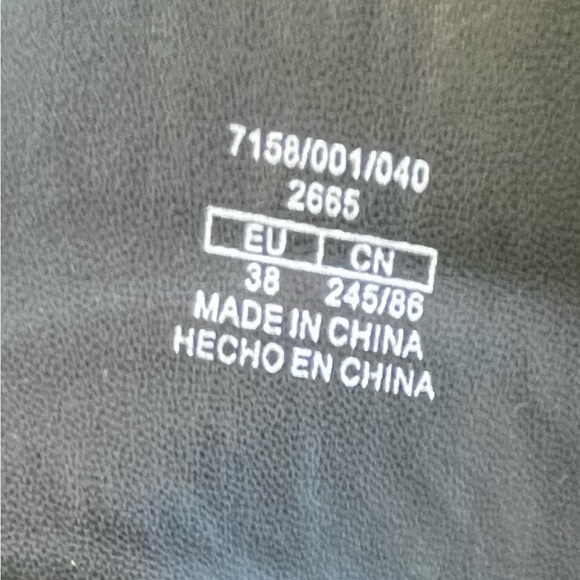 7158/001/040
2665
EU CN
38 245/86
MADE IN CHINA
HECHO EN CHINA